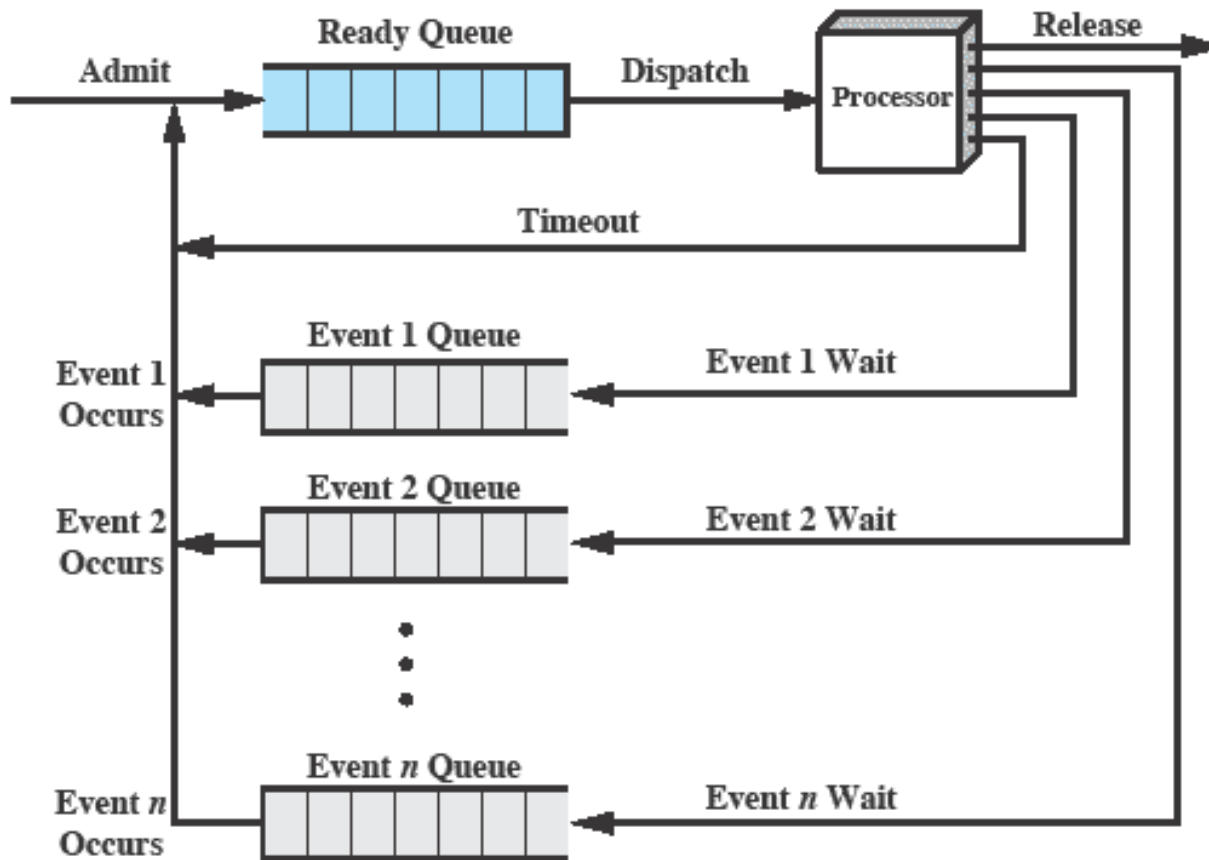 Ready Queue
Release
Admit
Dispatch
Processor
Timeout
Event 1 Queue
Event 1 Wait
Event 1
Occurs
Event 2 Queue
Event 2 Wait
Event 2
Occurs
Event n Queue
Event n Wait
Event n
Occurs